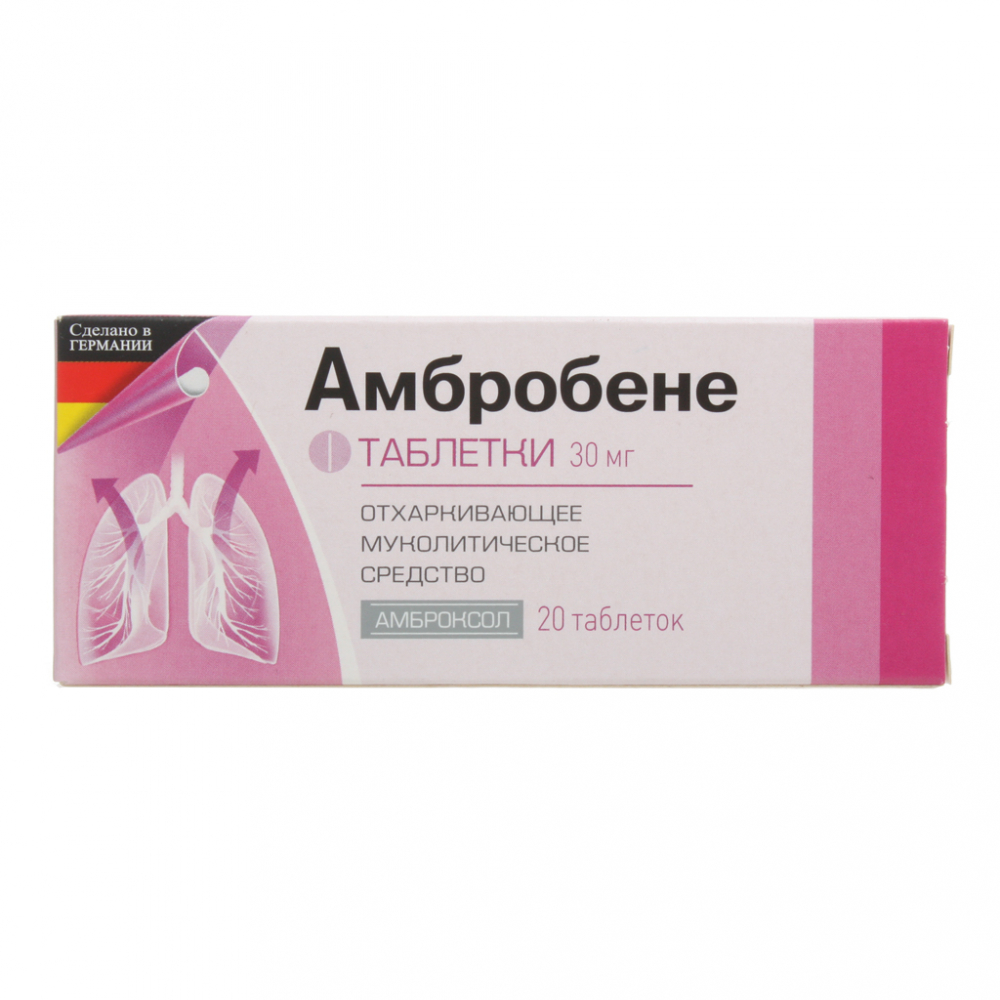 Сделано в
ГЕРМАНИИ
Амбробене
ТАБЛЕТКИ 30 мг
ОТХАРКИВАЮЩЕЕ
МУКОЛИТИЧЕСКОЕ
СРЕДСТВО
АМБРОКСОЛ 20 таблеток